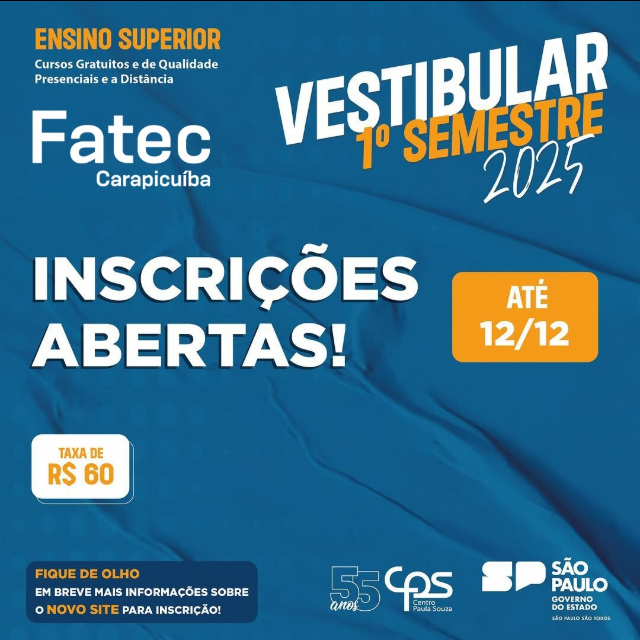 ENSINO SUPERIOR
Cursos Gratuitos e de Qualidade
Presenciais e a Distância
Fatec
Carapicuíba
VESTIBULAR
1º SEMESTRE
2025
INSCRIÇÕES
ABERTAS!
ATÉ
12/12
TAXA DE
R$ 60
FIQUE DE OLHO
EM BREVE MAIS INFORMAÇÕES SOBRE
O NOVO SITE PARA INSCRIÇÃO!
55
anos
CPS
Centro
Paula Souza
SP
SÃO
PAULO
GOVERNO
DO ESTADO
SÃO PAULO SÃO TODOS